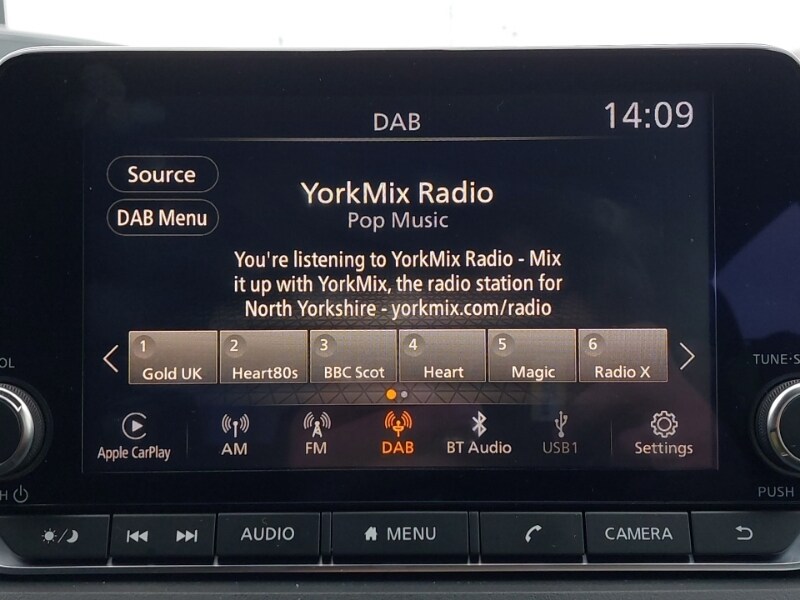 DAB
14:09
Source
DAB Menu
YorkMix Radio
Pop Music
You're listening to YorkMix Radio - Mix
it up with YorkMix, the radio station for
North Yorkshire - yorkmix.com/radio
1 Gold UK
2 Heart80s
3 BBC Scot
4 Heart
5 Magic
6 Radio X
Apple CarPlay
AM
FM
DAB
BT Audio
USB1
Settings
OL
TUNE·S
H
PUSH
AUDIO
MENU
CAMERA